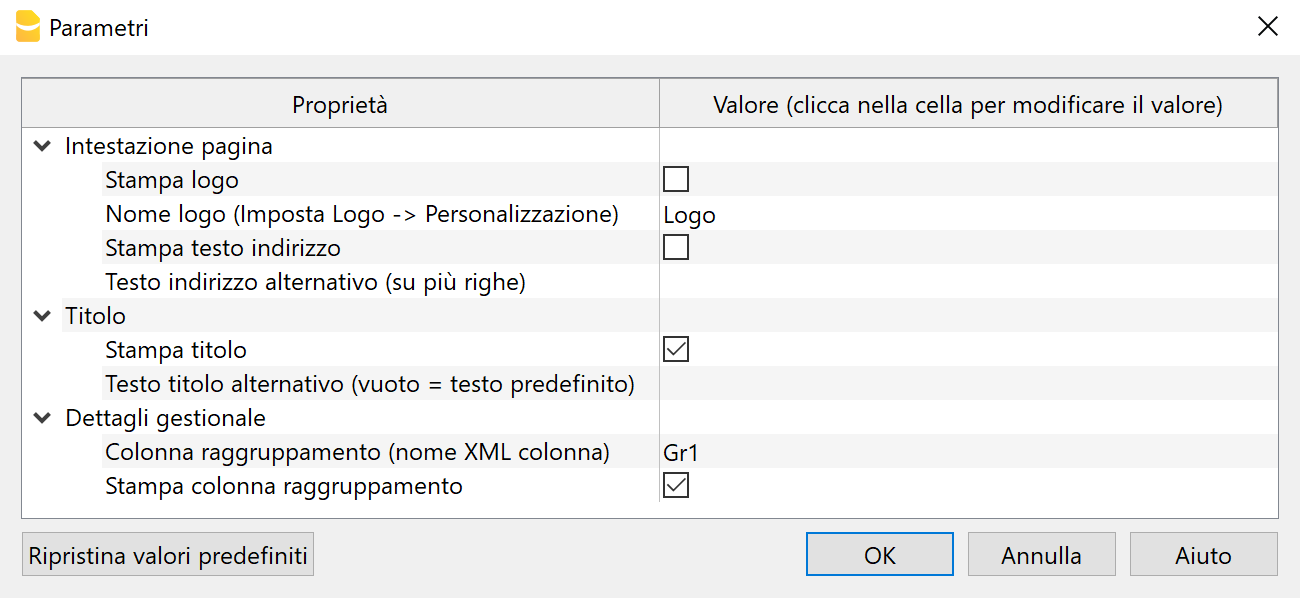 Parametri
Proprietà Valore (clicca nella cella per modificare il valore)
Intestazione pagina
Stampa logo
Nome logo (Imposta Logo -> Personalizzazione) Logo
Stampa testo indirizzo
Testo indirizzo alternativo (su più righe)
Titolo
Stampa titolo
Testo titolo alternativo (vuoto = testo predefinito)
Dettagli gestionale
Colonna raggruppamento (nome XML colonna) Gr1
Stampa colonna raggruppamento
Ripristina valori predefiniti OK Annulla Aiuto